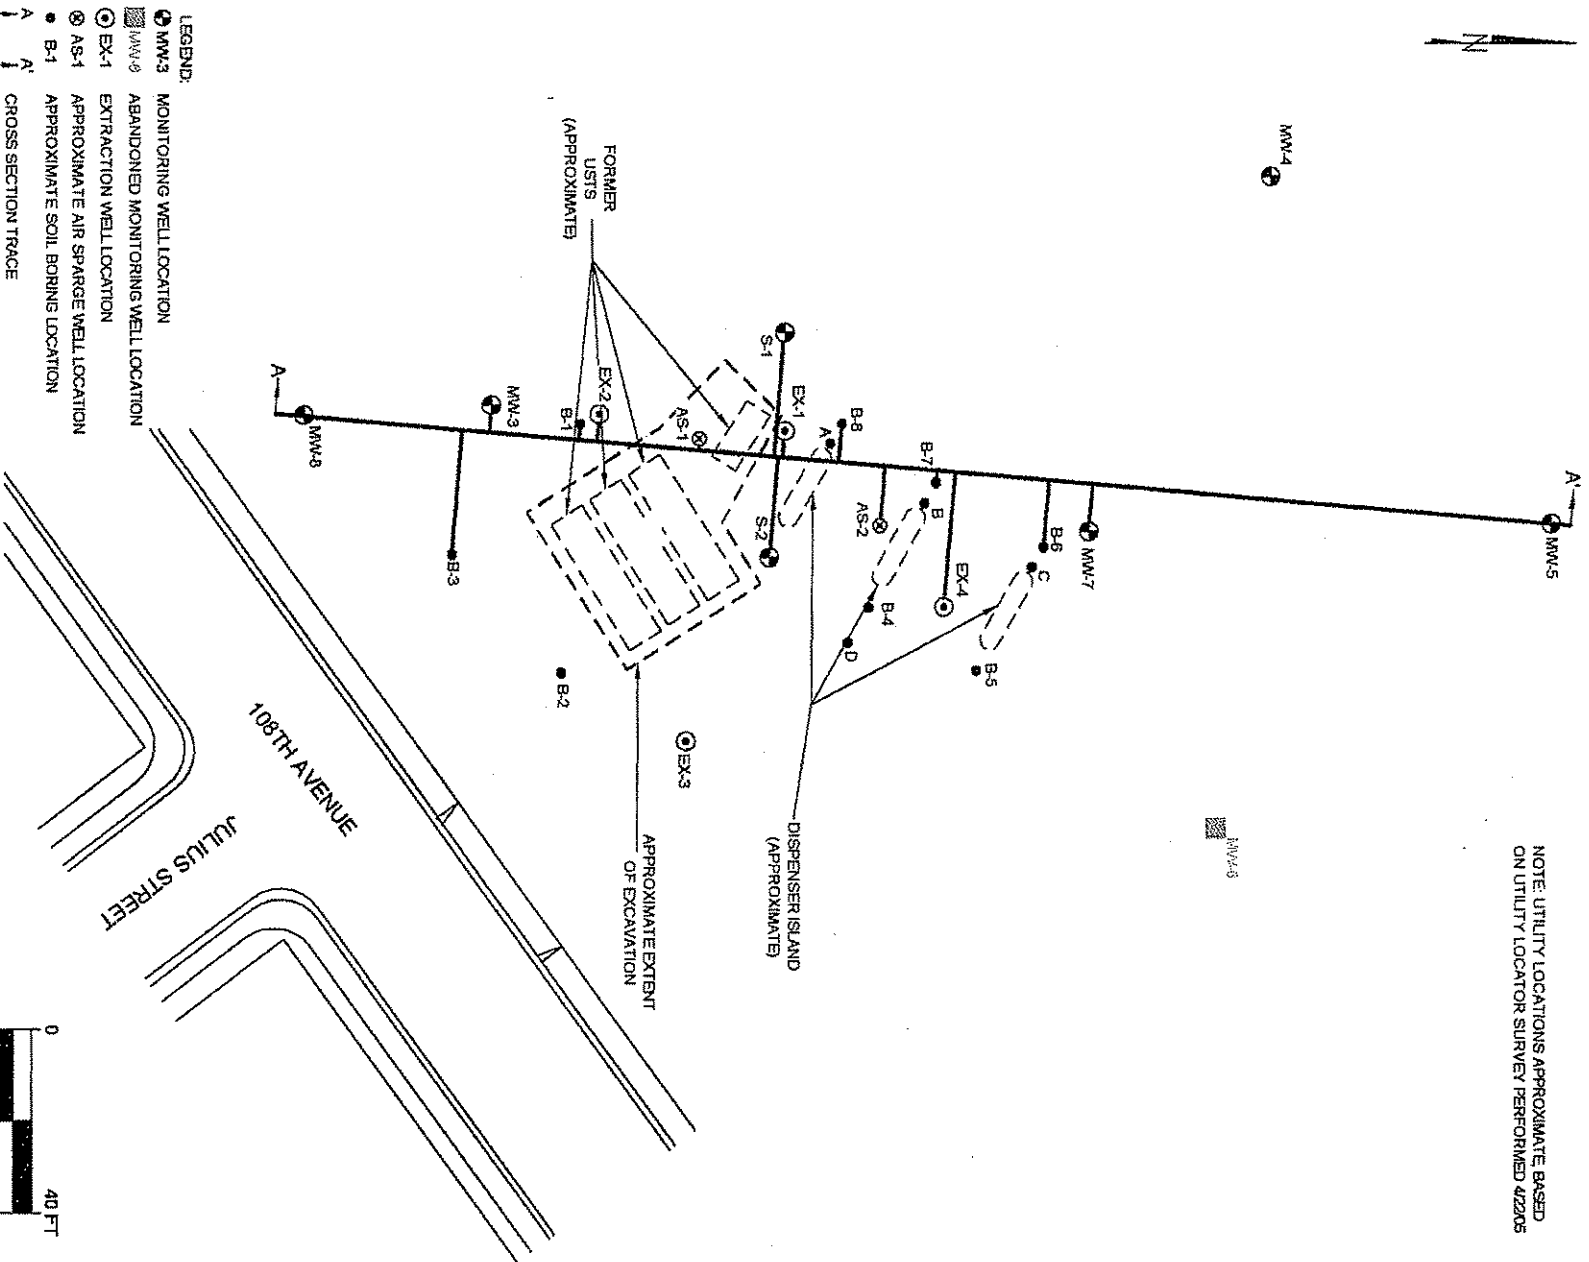 N
NOTE: UTILITY LOCATIONS APPROXIMATE, BASED
ON UTILITY LOCATOR SURVEY PERFORMED 4/22/05
A'
MW-5
MW-4
MW-6
MW-7
B-6
C
B-5
EX-4
B-7
B
B-4
D
AS-2
B-8
A
EX-1
S-1
S-2
DISPENSER ISLAND
(APPROXIMATE)
AS-1
EX-3
FORMER
USTS
(APPROXIMATE)
EX-2
B-1
B-2
APPROXIMATE EXTENT
OF EXCAVATION
MW-3
B-3
A
MW-8
108TH AVENUE
JULIUS STREET
LEGEND:
MW-3 MONITORING WELL LOCATION
MW-6 ABANDONED MONITORING WELL LOCATION
EX-1 EXTRACTION WELL LOCATION
AS-1 APPROXIMATE AIR SPARGE WELL LOCATION
B-1 APPROXIMATE SOIL BORING LOCATION
A A' CROSS SECTION TRACE
0 40 FT